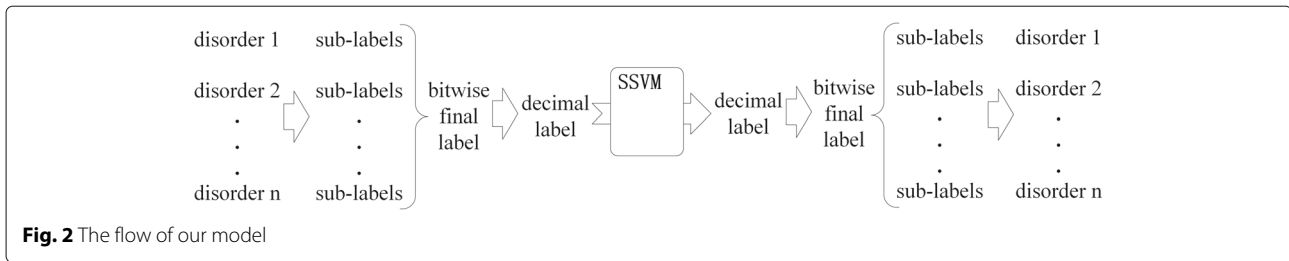 disorder 1 sub-labels
disorder 2 sub-labels
. .
. .
. .
disorder n sub-labels
bitwise
final
label
decimal
label
SSVM
decimal
label
bitwise
final
label
sub-labels disorder 1
sub-labels disorder 2
. .
. .
. .
sub-labels disorder n
Fig. 2 The flow of our model